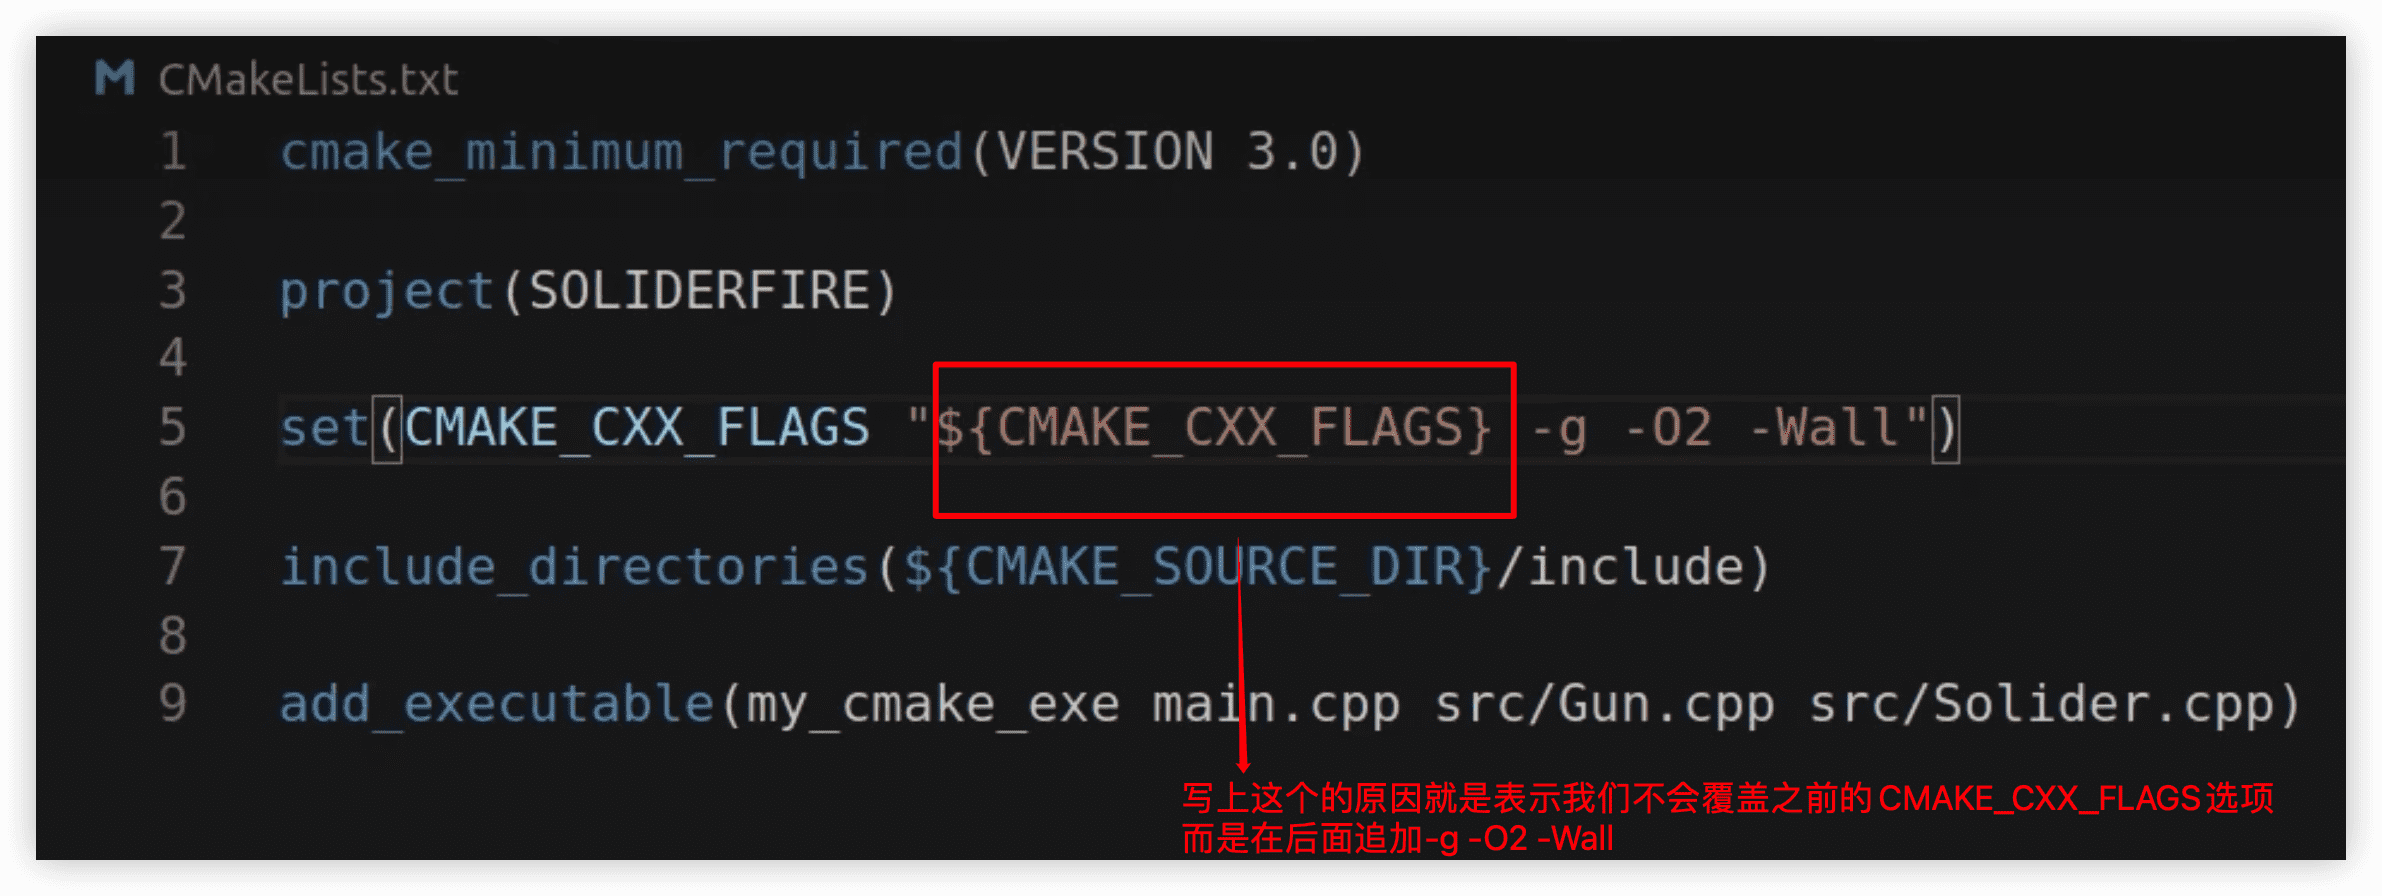 CMakeLists.txt
1 cmake_minimum_required(VERSION 3.0)
2
3 project(SOLIDERFIRE)
4
5 set(CMAKE_CXX_FLAGS "${CMAKE_CXX_FLAGS} -g -O2 -Wall")
6
7 include_directories(${CMAKE_SOURCE_DIR}/include)
8
9 add_executable(my_cmake_exe main.cpp src/Gun.cpp src/Solider.cpp)
写上这个的原因就是表示我们不会覆盖之前的CMAKE_CXX_FLAGS选项
而是在后面追加-g -O2 -Wall